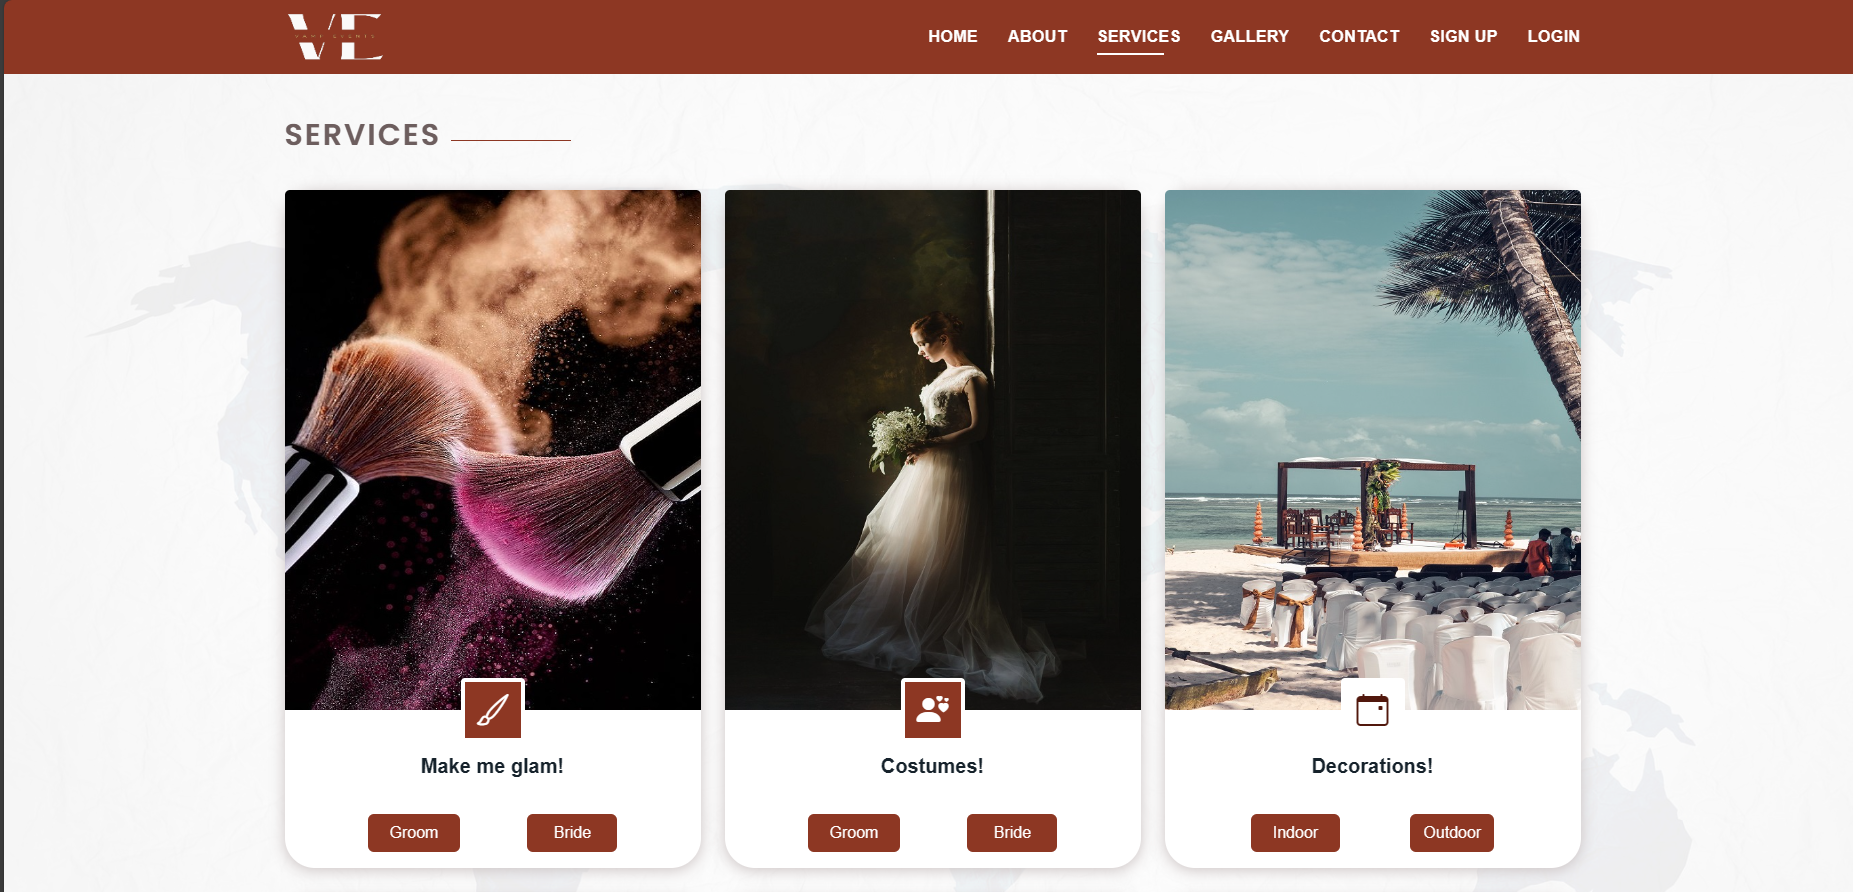 VE
HOME ABOUT SERVICES GALLERY CONTACT SIGN UP LOGIN
SERVICES
Make me glam!
Groom Bride
Costumes!
Groom Bride
Decorations!
Indoor Outdoor